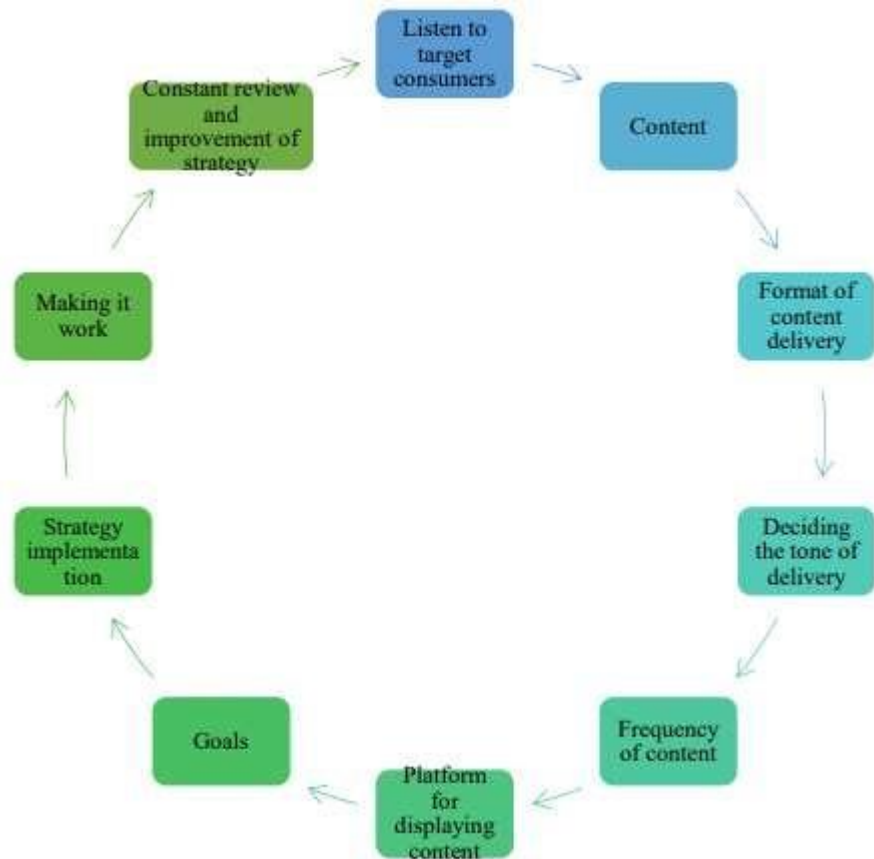 Listen to
target
consumers
Content
Format of
content
delivery
Deciding
the tone of
delivery
Frequency
of content
Platform
for
displaying
content
Goals
Strategy
implementa
tion
Making it
work
Constant review
and
improvement of
strategy